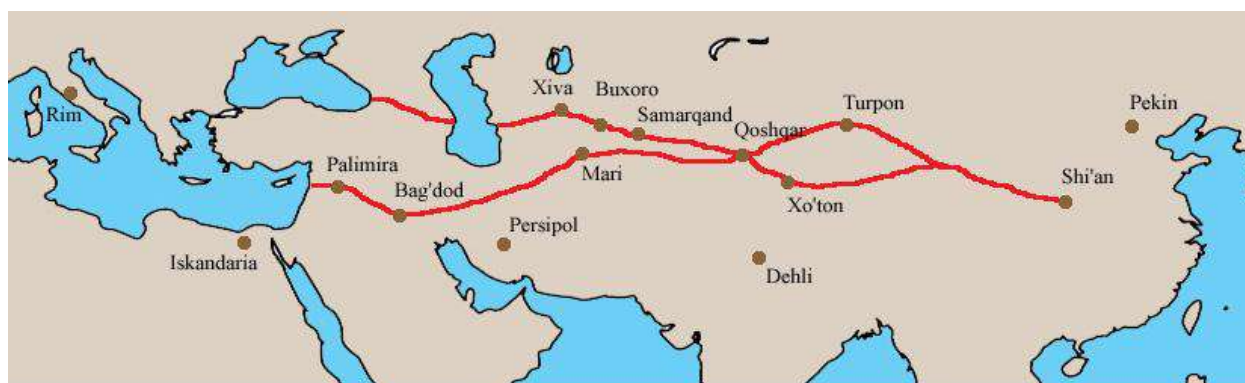 Rim
Xiva
Buxoro
Samarqand
Qoshqar
Turpon
Pekin
Palimira
Bag'dod
Mari
Xo'ton
Shi'an
Persipol
Iskandaria
Dehli